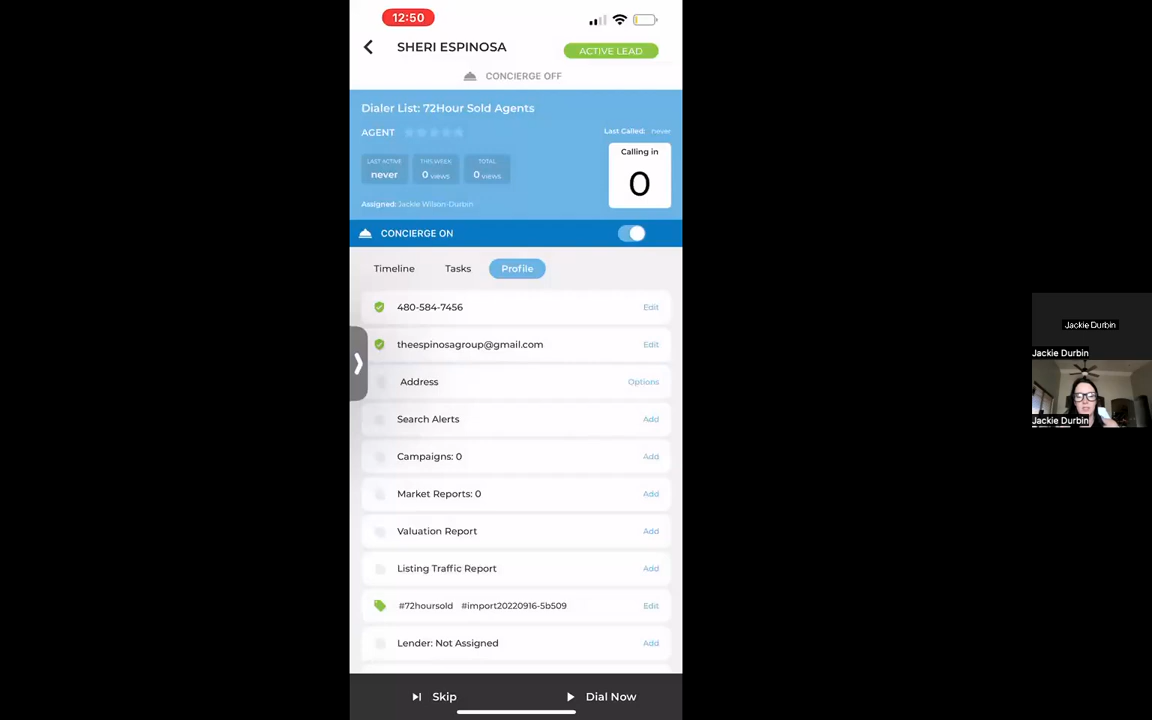 12:50
SHERI ESPINOSA
ACTIVE LEAD
CONCIERGE OFF
Dialer List: 72Hour Sold Agents
AGENT
Last Called: never
Calling in
0
LAST ACTIVE
never
THIS WEEK
0 views
TOTAL
0 views
Assigned: Jackie Wilson-Durbin
CONCIERGE ON
Timeline Tasks Profile
480-584-7456 Edit
theespinosagroup@gmail.com Edit
Address Options
Search Alerts Add
Campaigns: 0 Add
Market Reports: 0 Add
Valuation Report Add
Listing Traffic Report Add
#72hoursold #import20220916-5b509 Edit
Lender: Not Assigned Add
Skip Dial Now
Jackie Durbin
Jackie Durbin
Jackie Durbin